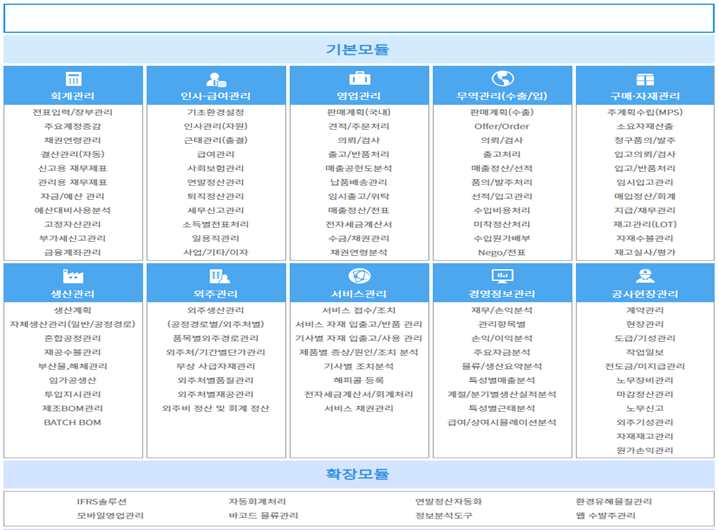 기본모듈
회계관리
전표입력/장부관리
주요계정증감
채권연령관리
결산관리(자동)
신고용 재무제표
관리용 재무제표
자금/예산 관리
예산대비사용분석
고정자산관리
부가세신고관리
금융계좌관리
인사·급여관리
기초환경설정
인사관리(자원)
근태관리(출결)
급여관리
사회보험관리
연말정산관리
퇴직정산관리
세무신고관리
소득별전표처리
일용직관리
사업/기타/이자
영업관리
판매계획(국내)
견적/주문처리
의뢰/검사
출고/반품처리
매출공헌도분석
납품배송관리
임시출고/위탁
매출정산/전표
전자세금계산서
수금/채권관리
채권연령분석
무역관리(수출/입)
판매계획(수출)
Offer/Order
의뢰/검사
출고처리
매출정산/선적
품의/발주처리
선적/입고관리
수입비용처리
미착정산처리
수입원가배부
Nego/전표
구매·자재관리
주계획수립(MPS)
소요자재산출
청구품의/발주
입고의뢰/검사
입고/반품처리
임시입고관리
매입정산/회계
지급/채무관리
재고관리(LOT)
자재수불관리
재고실사/평가
생산관리
생산계획
자체생산관리(일반/공정경로)
혼합공정관리
재공수불관리
부산물,해체관리
임가공생산
투입지시관리
제조BOM관리
BATCH BOM
외주관리
외주생산관리
(공정경로별/외주처별)
품목별외주경로관리
외주처/기간별단가관리
무상 사급자재관리
외주처별품질관리
외주처별재공관리
외주비 정산 및 회계 정산
서비스관리
서비스 접수/조치
서비스 자재 입출고/반품 관리
기사별 자재 입출고/사용 관리
제품별 증상/원인/조치 분석
기사별 조치분석
해피콜 등록
전자세금계산서/회계처리
서비스 채권관리
경영정보관리
재무/손익분석
관리항목별
손익/이익분석
주요자금분석
물류/생산요약분석
특성별매출분석
계절/분기별생산실적분석
특성별근태분석
급여/상여시뮬레이션분석
공사현장관리
계약관리
현장관리
도급/기성관리
작업일보
전도금/미지급관리
노무장비관리
마감정산관리
노무신고
외주기성관리
자재재고관리
원가손익관리
확장모듈
IFRS솔루션 자동회계처리 연말정산자동화 환경유해물질관리
모바일영업관리 바코드 물류관리 정보분석도구 웹 수발주관리